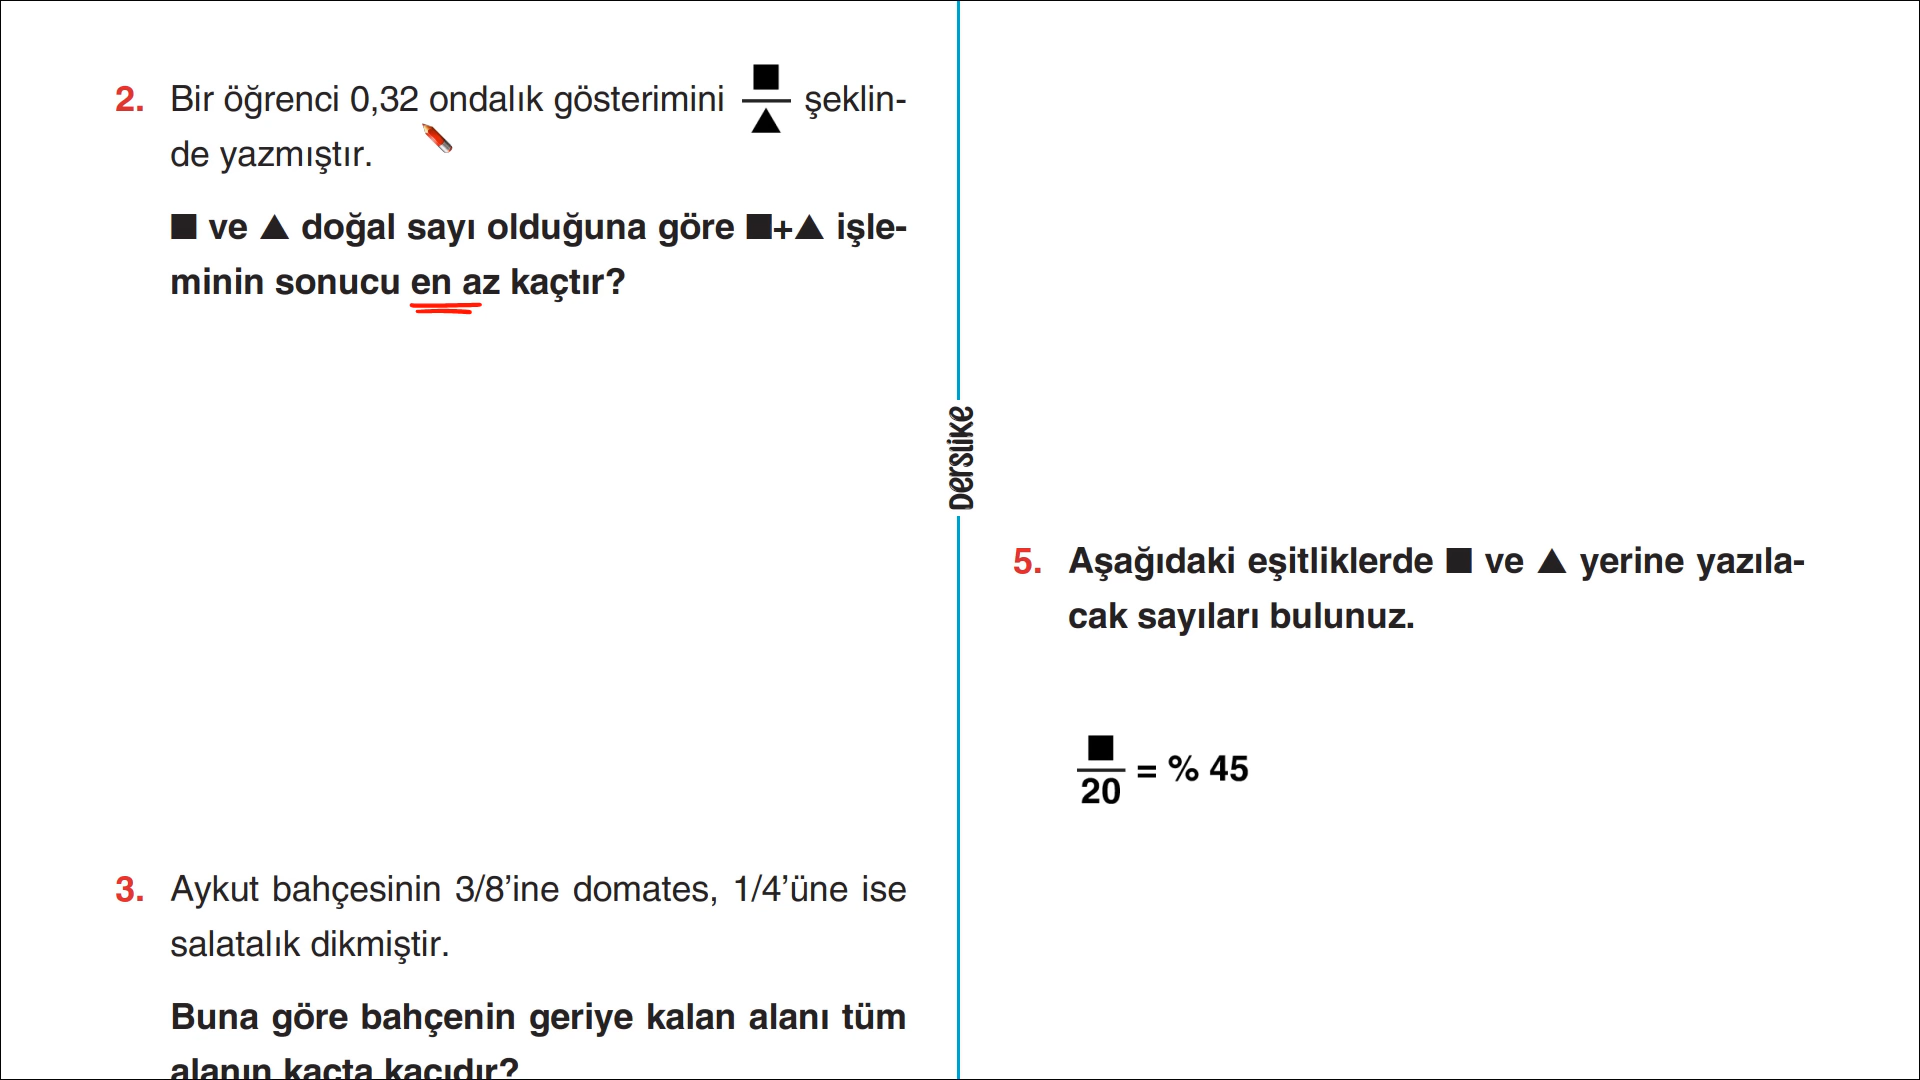 2. Bir öğrenci 0,32 ondalık gösterimini ■/▲ şeklin-
de yazmıştır.
■ ve ▲ doğal sayı olduğuna göre ■+▲ işle-
minin sonucu en az kaçtır?
3. Aykut bahçesinin 3/8’ine domates, 1/4’üne ise
salatalık dikmiştir.
Buna göre bahçenin geriye kalan alanı tüm
alanın kaçta kaçıdır?
Derslike
5. Aşağıdaki eşitliklerde ■ ve ▲ yerine yazıla-
cak sayıları bulunuz.
■/20 = % 45